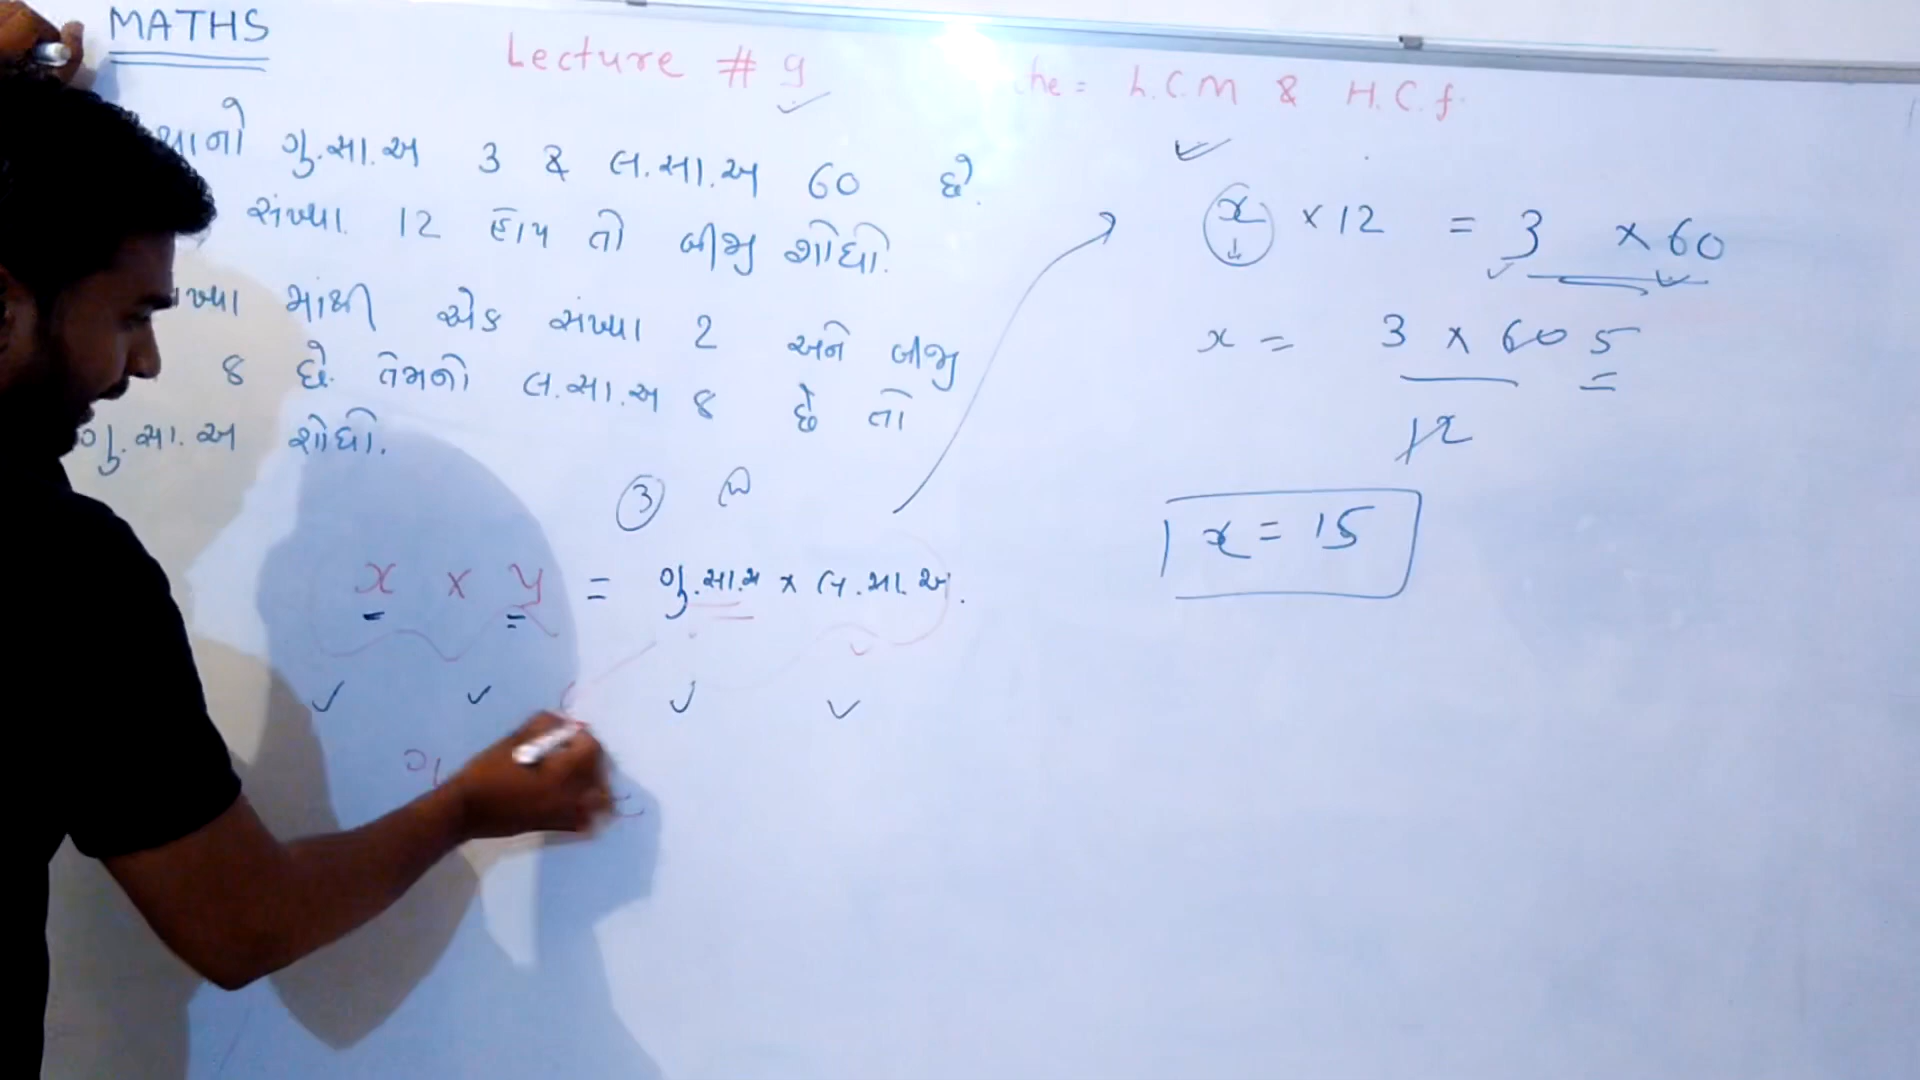 MATHS
Lecture # 9
L.C.M & H.C.f.
ગુ.સા.અ 3 & લ.સા.અ 60 છે.
સંખ્યા 12 હોય તો બીજી શોધો.
માંથી એક સંખ્યા 2 અને બીજી
8 છે. તેમનો લ.સા.અ 8 છે તો
ગુ.સા.અ શોધો.
3
x × y = ગુ.સા.અ × લ.સા.અ.
x × 12 = 3 × 60
x = 3 × 60 5
12
x = 15